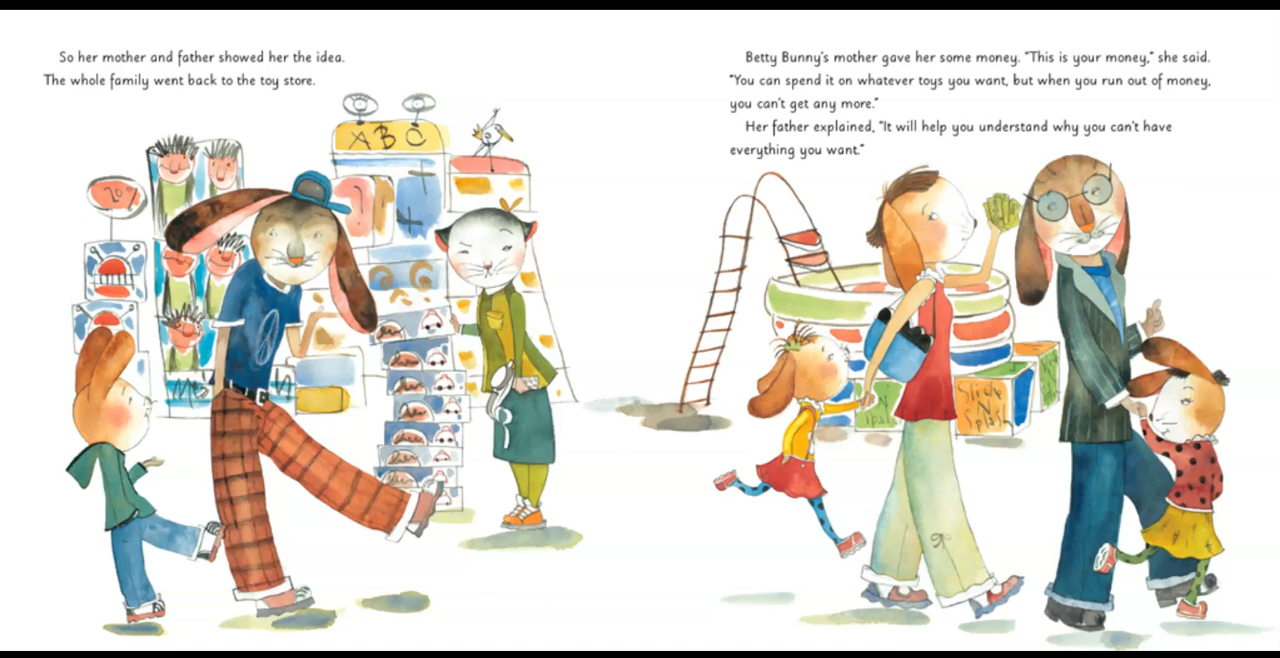 So her mother and father showed her the idea.
The whole family went back to the toy store.
ABC
Betty Bunny's mother gave her some money. "This is your money," she said.
"You can spend it on whatever toys you want, but when you run out of money,
you can't get any more."
Her father explained, "It will help you understand why you can't have
everything you want."
Slide
N
Splash